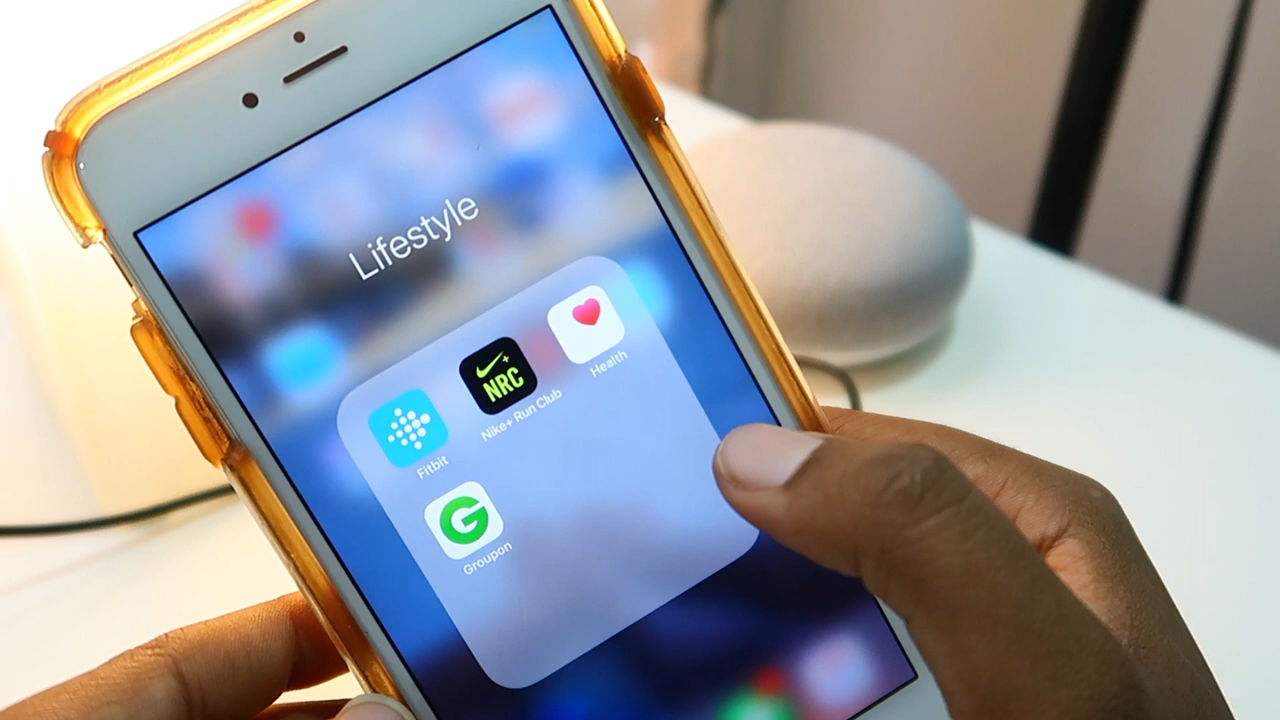 Lifestyle
Fitbit
NRC
Nike+ Run Club
Health
G
Groupon